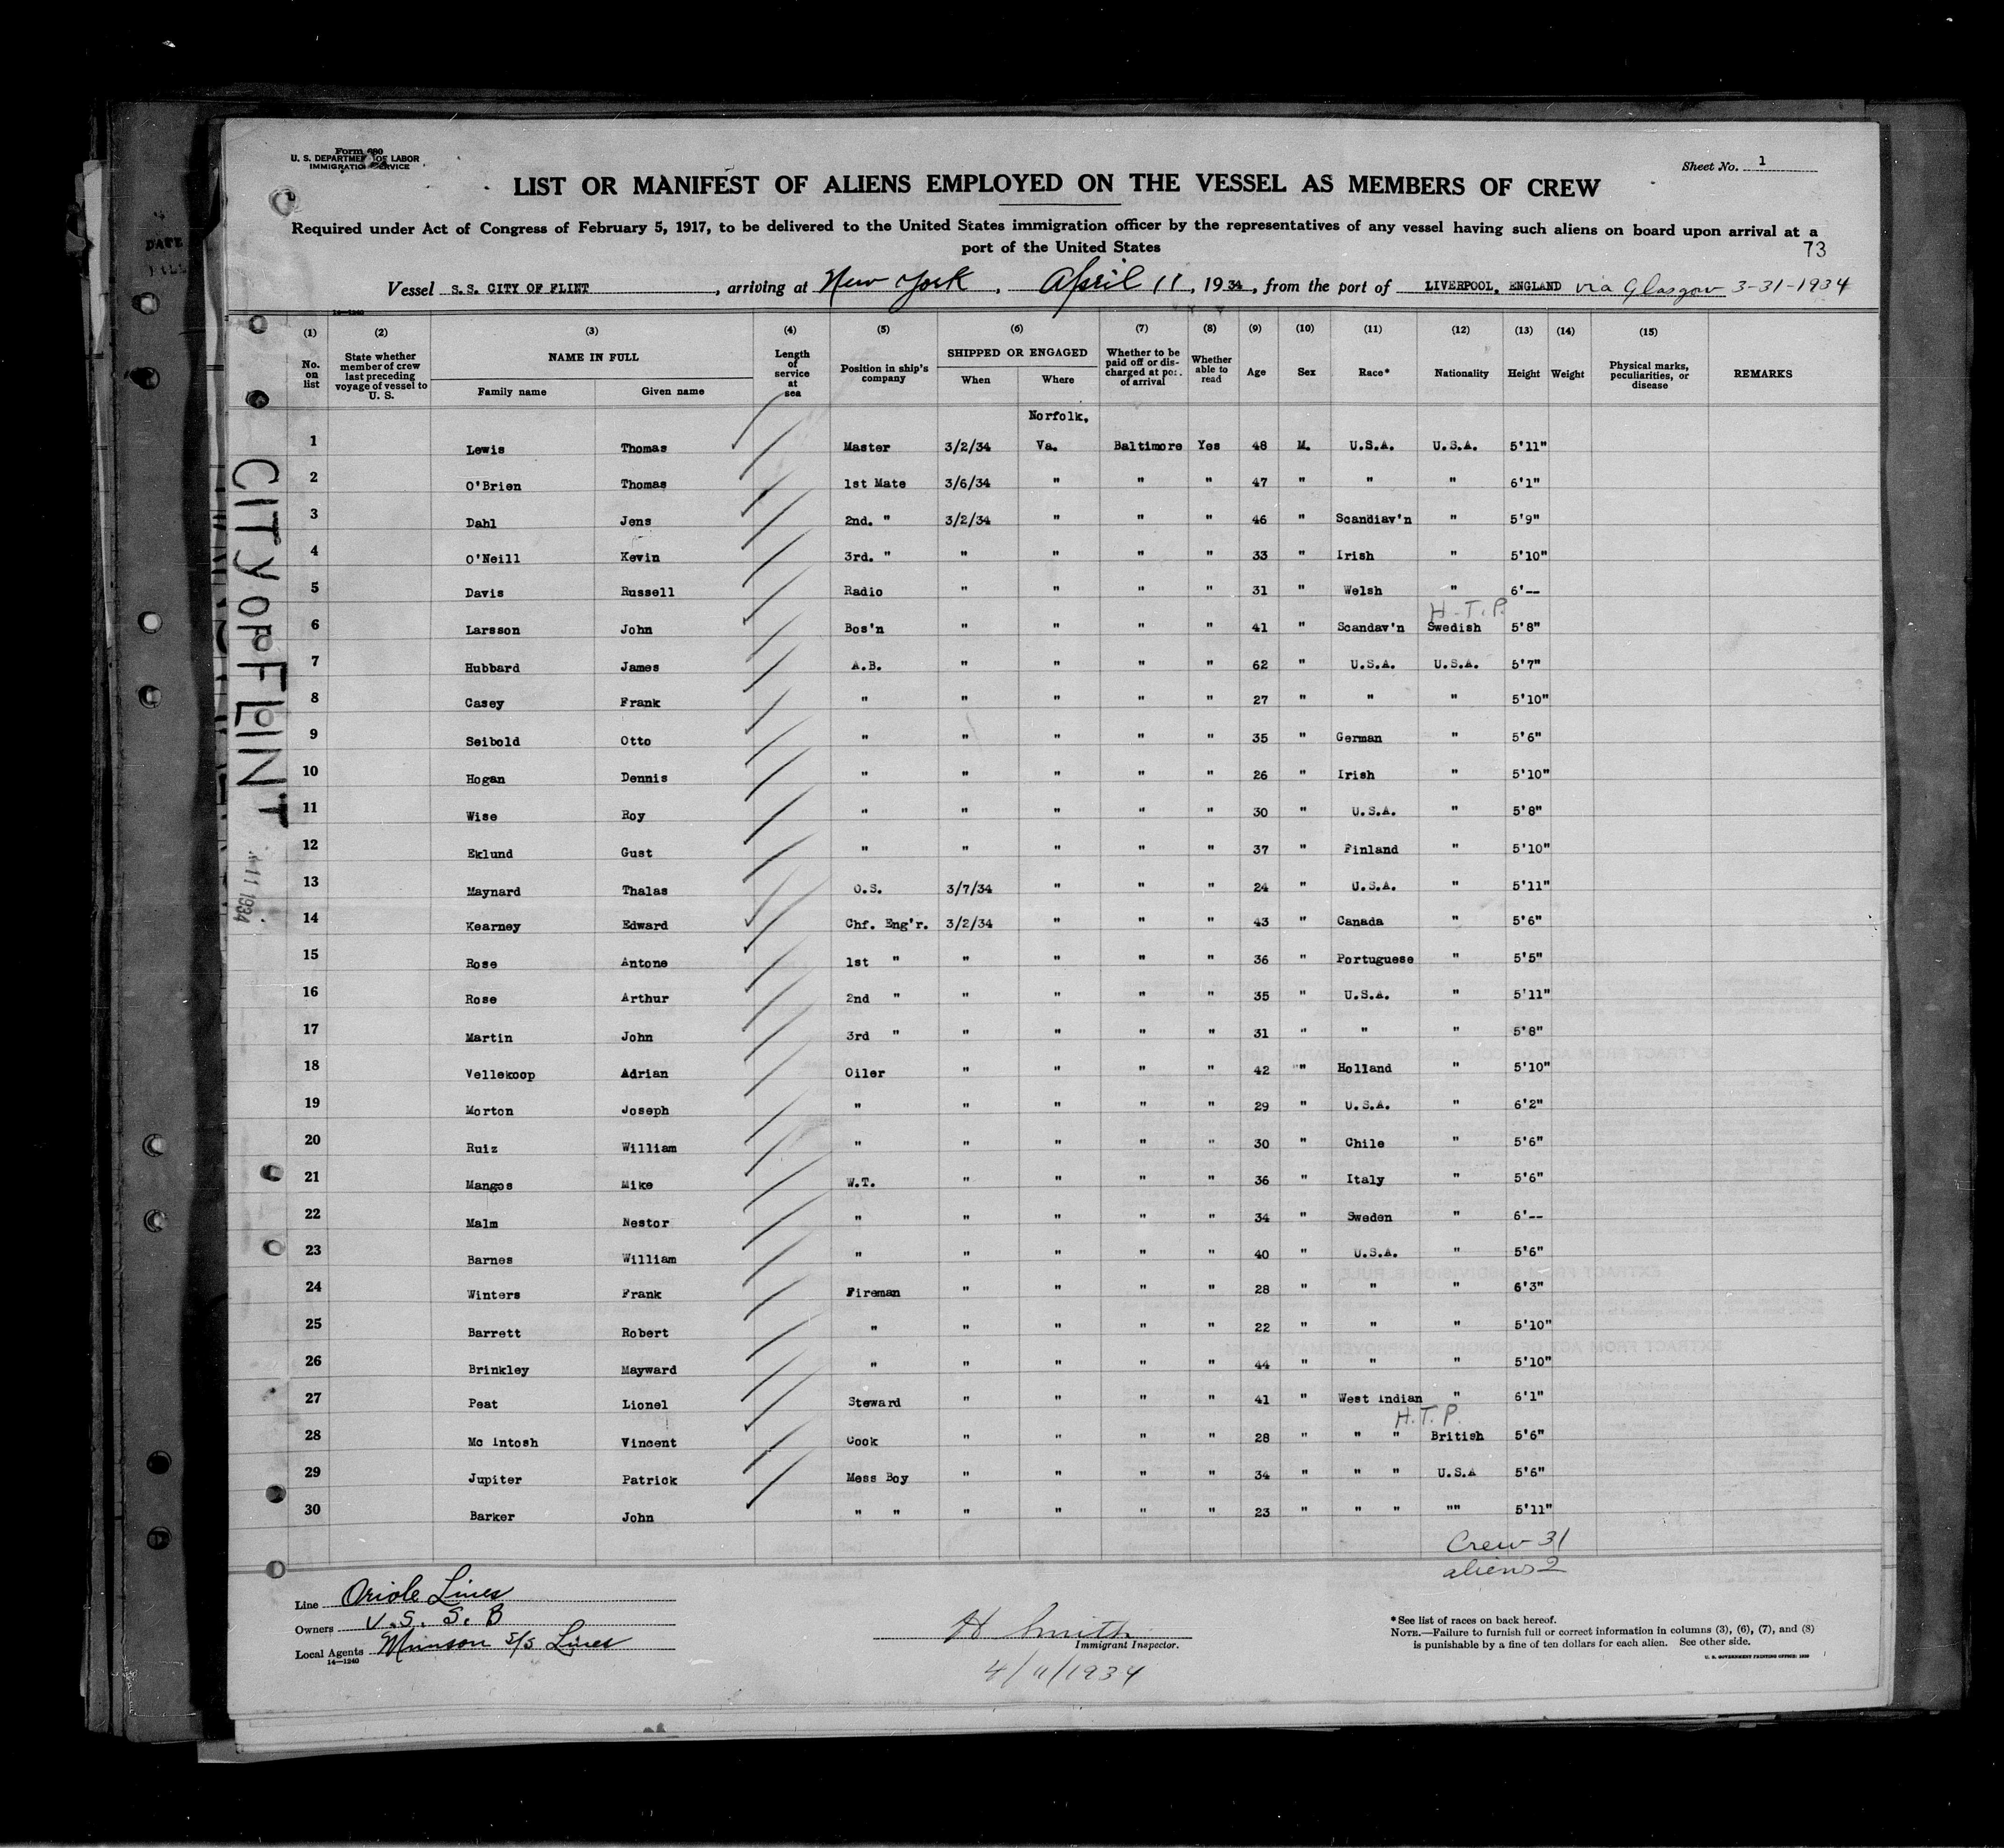 Form 680
U. S. DEPARTMENT OF LABOR
IMMIGRATION SERVICE
Sheet No. 1
LIST OR MANIFEST OF ALIENS EMPLOYED ON THE VESSEL AS MEMBERS OF CREW
Required under Act of Congress of February 5, 1917, to be delivered to the United States immigration officer by the representatives of any vessel having such aliens on board upon arrival at a
port of the United States
73
Vessel S.S. CITY OF FLINT, arriving at New York, April 11, 1934, from the port of LIVERPOOL, ENGLAND via Glasgow 3-31-1934
14—1240
(1) (2) (3) (4) (5) (6) (7) (8) (9) (10) (11) (12) (13) (14) (15)
No. on list State whether member of crew last preceding voyage of vessel to U. S. NAME IN FULL Family name Given name Length of service at sea Position in ship's company SHIPPED OR ENGAGED When Where Whether to be paid off or discharged at port of arrival Whether able to read Age Sex Race* Nationality Height Weight Physical marks, peculiarities, or disease REMARKS
Norfolk,
1 Lewis Thomas Master 3/2/34 Va. Baltimore Yes 48 M. U.S.A. U.S.A. 5'11"
2 O'Brien Thomas 1st Mate 3/6/34 " " " 47 " " " 6'1"
3 Dahl Jens 2nd. " 3/2/34 " " " 46 " Scandiav'n " 5'9"
4 O'Neill Kevin 3rd. " " " " " 33 " Irish " 5'10"
5 Davis Russell Radio " " " " 31 " Welsh " 6'--
H.T.P.
6 Larsson John Bos'n " " " " 41 " Scandav'n Swedish 5'8"
7 Hubbard James A.B. " " " " 62 " U.S.A. U.S.A. 5'7"
8 Casey Frank " " " " " 27 " " " 5'10"
9 Seibold Otto " " " " " 35 " German " 5'6"
10 Hogan Dennis " " " " " 26 " Irish " 5'10"
11 Wise Roy " " " " " 30 " U.S.A. " 5'8"
12 Eklund Gust " " " " " 37 " Finland " 5'10"
13 Maynard Thalas O.S. 3/7/34 " " " 24 " U.S.A. " 5'11"
14 Kearney Edward Chf. Eng'r. 3/2/34 " " " 43 " Canada " 5'6"
15 Rose Antone 1st " " " " " 36 " Portuguese " 5'5"
16 Rose Arthur 2nd " " " " " 35 " U.S.A. " 5'11"
17 Martin John 3rd " " " " " 31 " " " 5'8"
18 Vellekoop Adrian Oiler " " " " 42 " Holland " 5'10"
19 Morton Joseph " " " " " 29 " U.S.A. " 6'2"
20 Ruiz William " " " " " 30 " Chile " 5'6"
21 Mangos Mike W.T. " " " " 36 " Italy " 5'6"
22 Malm Nestor " " " " " 34 " Sweden " 6'--
23 Barnes William " " " " " 40 " U.S.A. " 5'6"
24 Winters Frank Fireman " " " " 28 " " " 6'3"
25 Barrett Robert " " " " " 22 " " " 5'10"
26 Brinkley Mayward " " " " " 44 " " " 5'10"
27 Peat Lionel Steward " " " " 41 " West Indian " 6'1"
H.T.P.
28 Mc Intosh Vincent Cook " " " " 28 " " " British 5'6"
29 Jupiter Patrick Mess Boy " " " " 34 " " " U.S.A 5'6"
30 Barker John " " " " " " 23 " " " "" 5'11"
Crew 31
aliens 2
Line Oriole Lines
Owners U.S.S.B
Local Agents Munson S/S Lines
14—1240
H Smith
Immigrant Inspector.
4/11/1934
*See list of races on back hereof.
NOTE.—Failure to furnish full or correct information in columns (3), (6), (7), and (8)
is punishable by a fine of ten dollars for each alien. See other side.
U. S. GOVERNMENT PRINTING OFFICE: 1930
CITY OF FLINT
11 1934
DATE